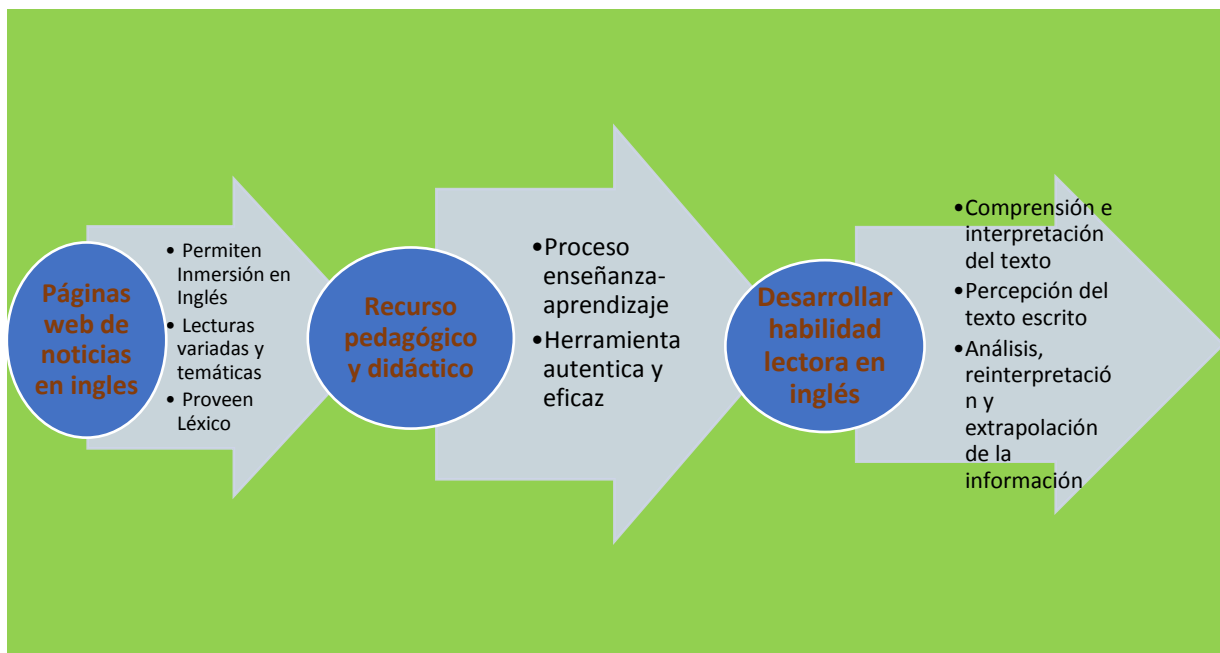 Páginas
web de
noticias
en ingles
• Permiten
Inmersión en
Inglés
• Lecturas
variadas y
temáticas
• Proveen
Léxico
Recurso
pedagógico
y didáctico
•Proceso
enseñanza-
aprendizaje
•Herramienta
autentica y
eficaz
Desarrollar
habilidad
lectora en
inglés
•Comprensión e
interpretación
del texto
•Percepción del
texto escrito
•Análisis,
reinterpretació
n y
extrapolación
de la
información